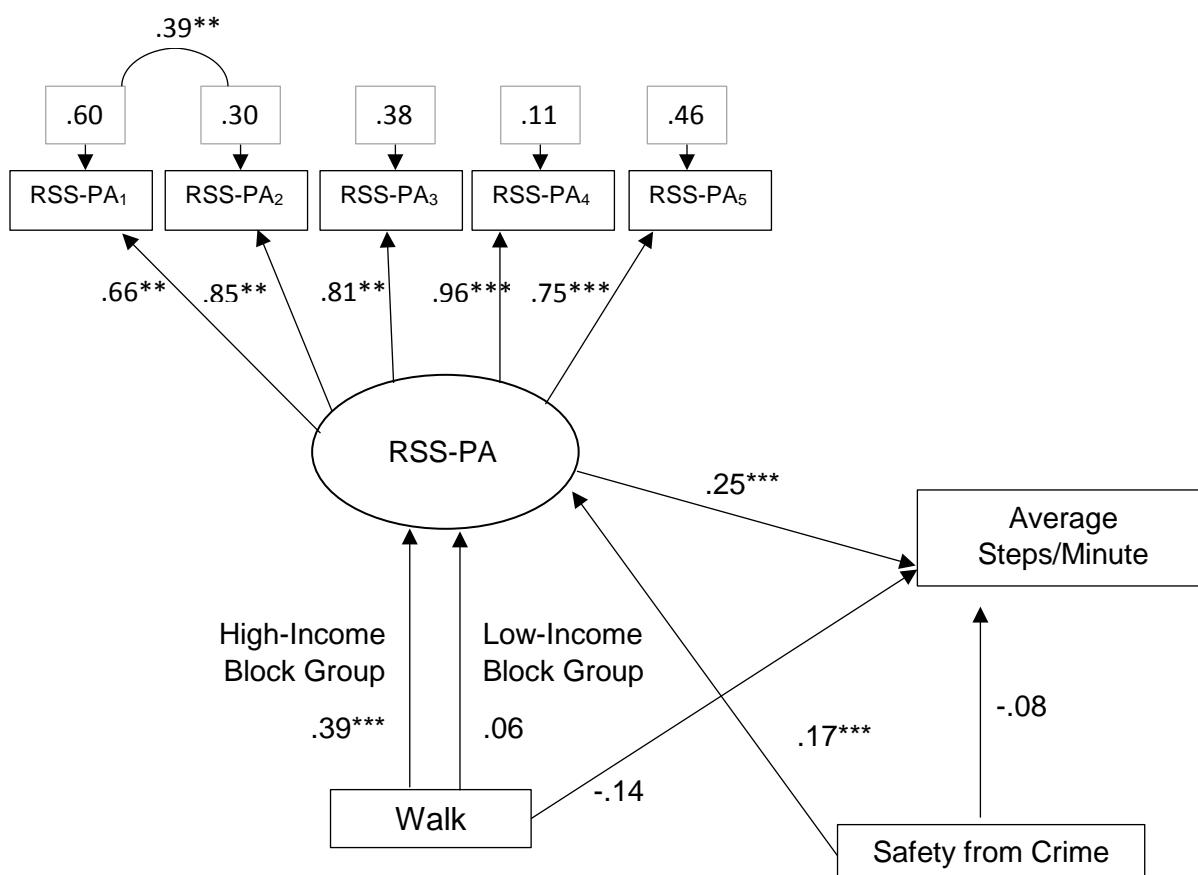 .39**
.60 .30 .38 .11 .46
RSS-PA₁ RSS-PA₂ RSS-PA₃ RSS-PA₄ RSS-PA₅
.66** .85** .81** .96*** .75***
RSS-PA
.25***
Average
Steps/Minute
High-Income
Block Group
.39***
Low-Income
Block Group
.06
-.14
.17***
-.08
Walk
Safety from Crime